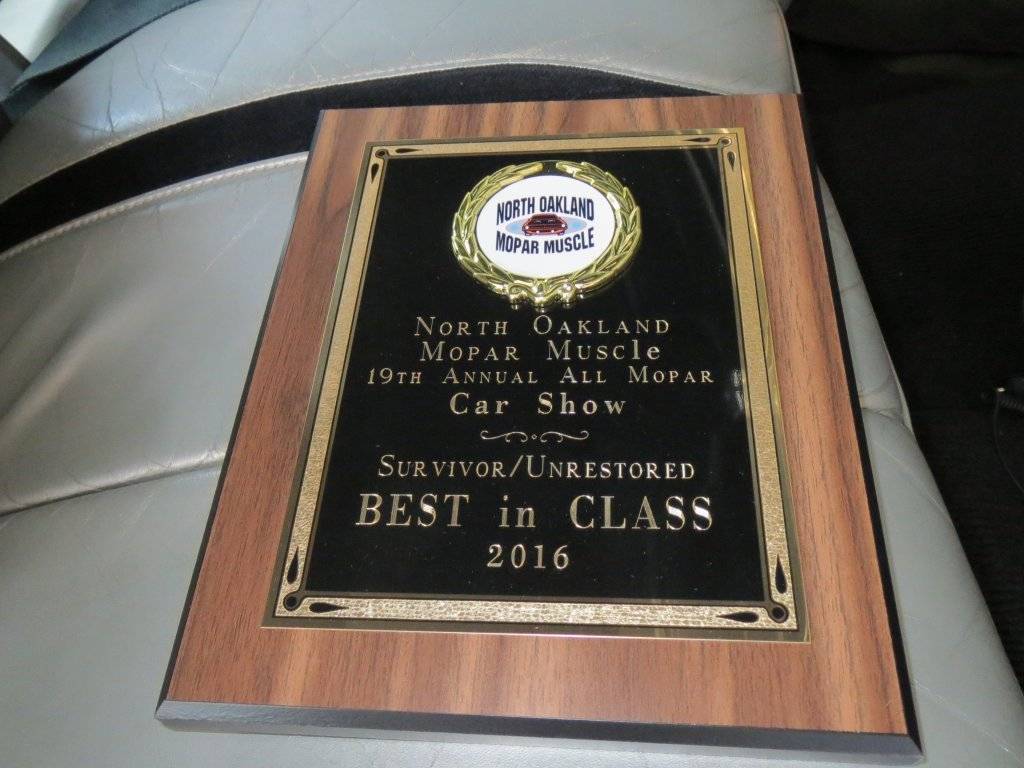 NORTH OAKLAND
MOPAR MUSCLE
NORTH OAKLAND
MOPAR MUSCLE
19TH ANNUAL ALL MOPAR
Car Show
SURVIVOR/UNRESTORED
BEST in CLASS
2016